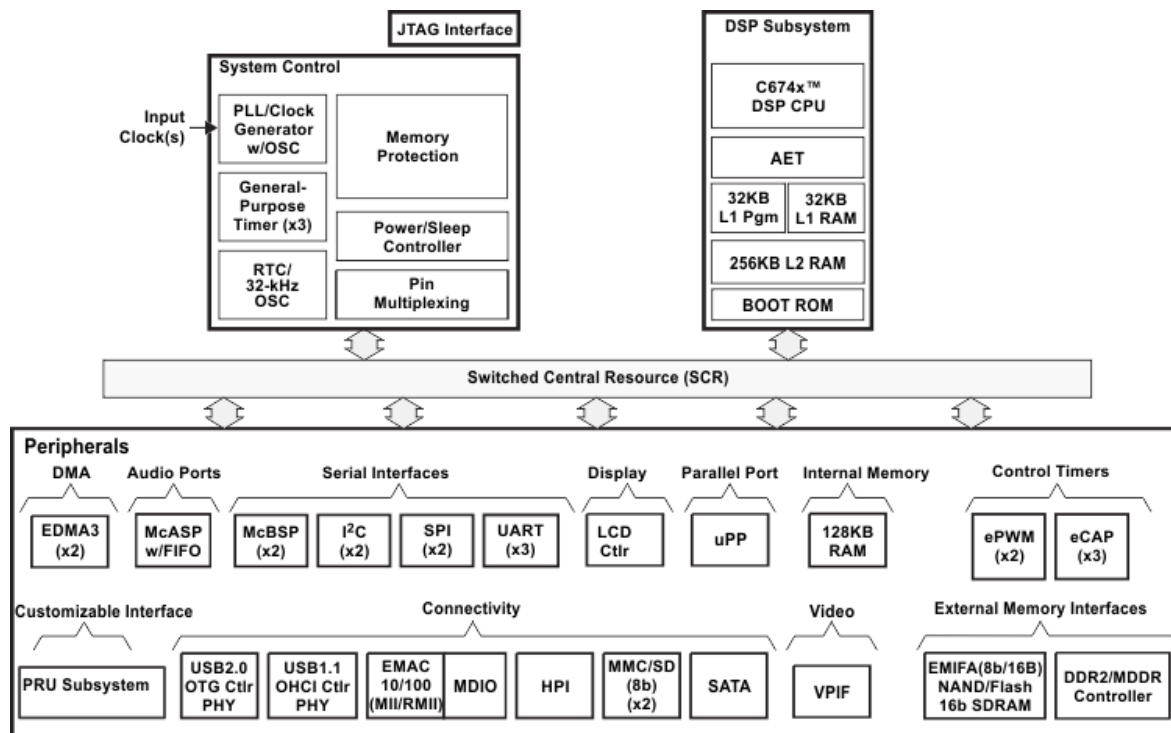 JTAG Interface
System Control
Input
Clock(s)
PLL/Clock
Generator
w/OSC
General-
Purpose
Timer (x3)
RTC/
32-kHz
OSC
Memory
Protection
Power/Sleep
Controller
Pin
Multiplexing
DSP Subsystem
C674x™
DSP CPU
AET
32KB
L1 Pgm
32KB
L1 RAM
256KB L2 RAM
BOOT ROM
Switched Central Resource (SCR)
Peripherals
DMA
EDMA3
(x2)
Audio Ports
McASP
w/FIFO
Serial Interfaces
McBSP
(x2)
I²C
(x2)
SPI
(x2)
UART
(x3)
Display
LCD
Ctlr
Parallel Port
uPP
Internal Memory
128KB
RAM
Control Timers
ePWM
(x2)
eCAP
(x3)
Customizable Interface
PRU Subsystem
Connectivity
USB2.0
OTG Ctlr
PHY
USB1.1
OHCI Ctlr
PHY
EMAC
10/100
(MII/RMII)
MDIO
HPI
MMC/SD
(8b)
(x2)
SATA
Video
VPIF
External Memory Interfaces
EMIFA(8b/16B)
NAND/Flash
16b SDRAM
DDR2/MDDR
Controller